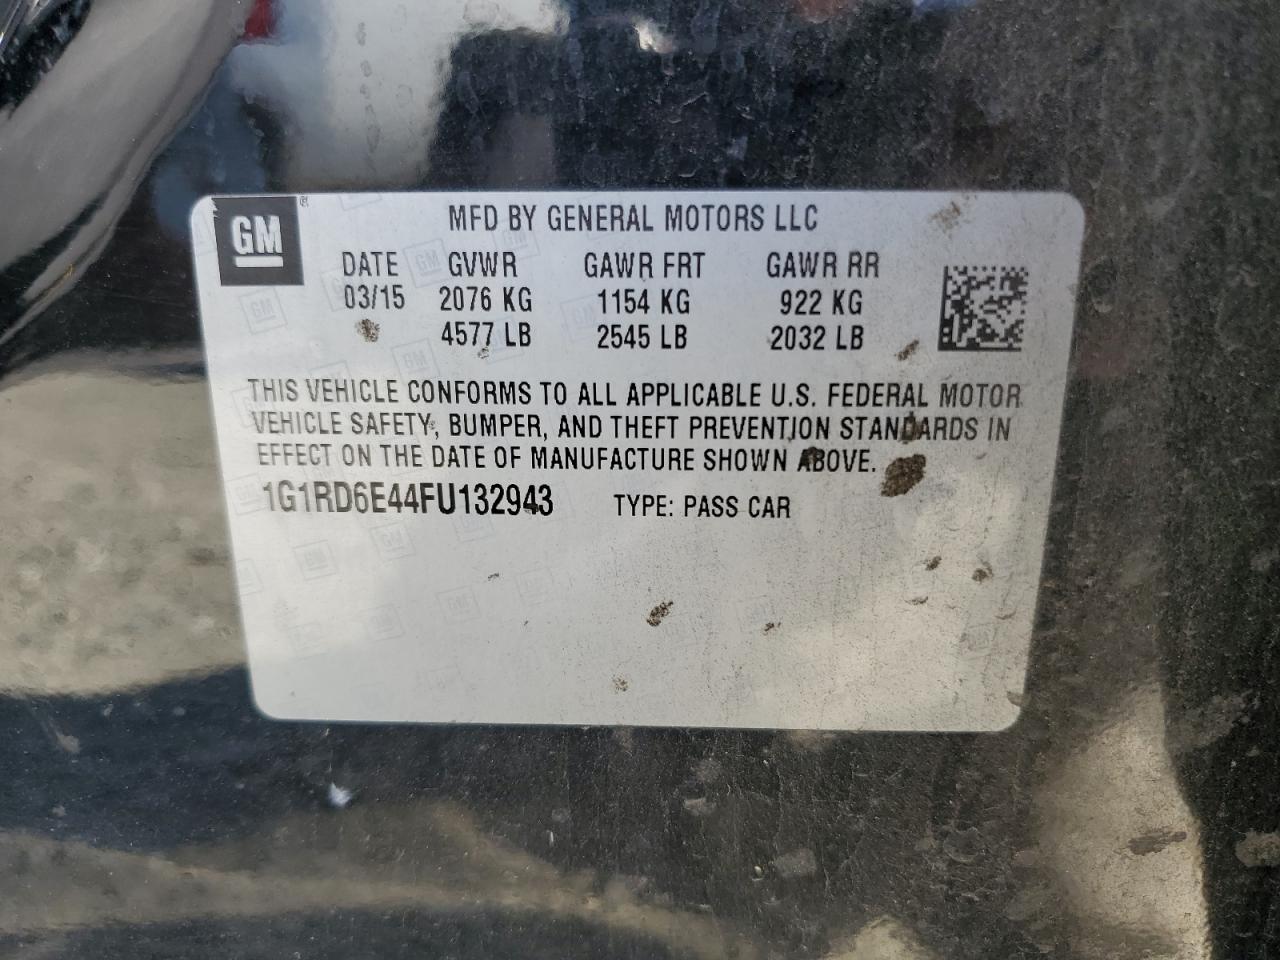 GM
MFD BY GENERAL MOTORS LLC
DATE GVWR GAWR FRT GAWR RR
03/15 2076 KG 1154 KG 922 KG
4577 LB 2545 LB 2032 LB
THIS VEHICLE CONFORMS TO ALL APPLICABLE U.S. FEDERAL MOTOR
VEHICLE SAFETY, BUMPER, AND THEFT PREVENTION STANDARDS IN
EFFECT ON THE DATE OF MANUFACTURE SHOWN ABOVE.
1G1RD6E44FU132943 TYPE: PASS CAR